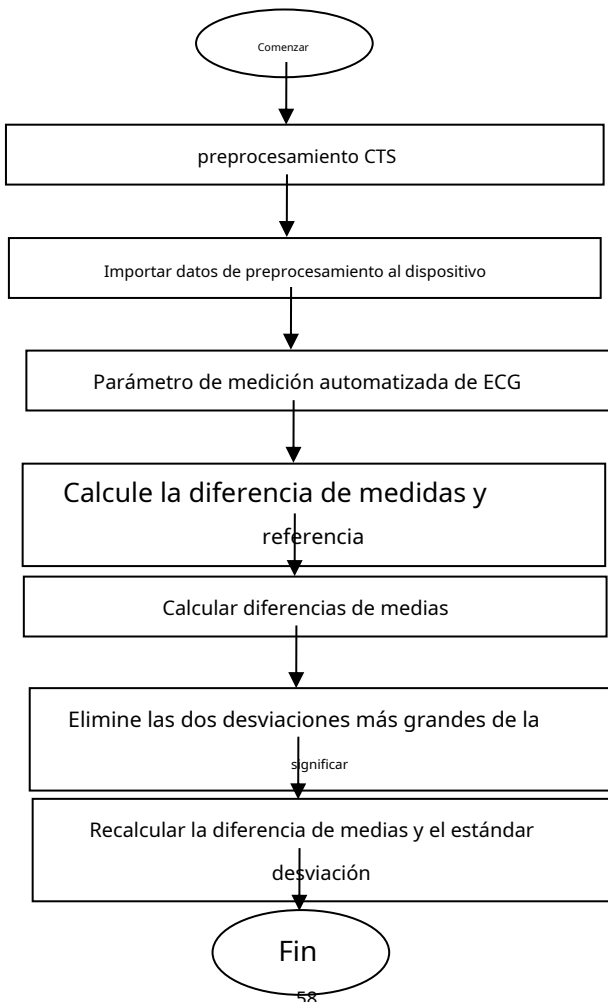 Comenzar
preprocesamiento CTS
Importar datos de preprocesamiento al dispositivo
Parámetro de medición automatizada de ECG
Calcule la diferencia de medidas y
referencia
Calcular diferencias de medias
Elimine las dos desviaciones más grandes de la
significar
Recalcular la diferencia de medias y el estándar
desviación
Fin
58